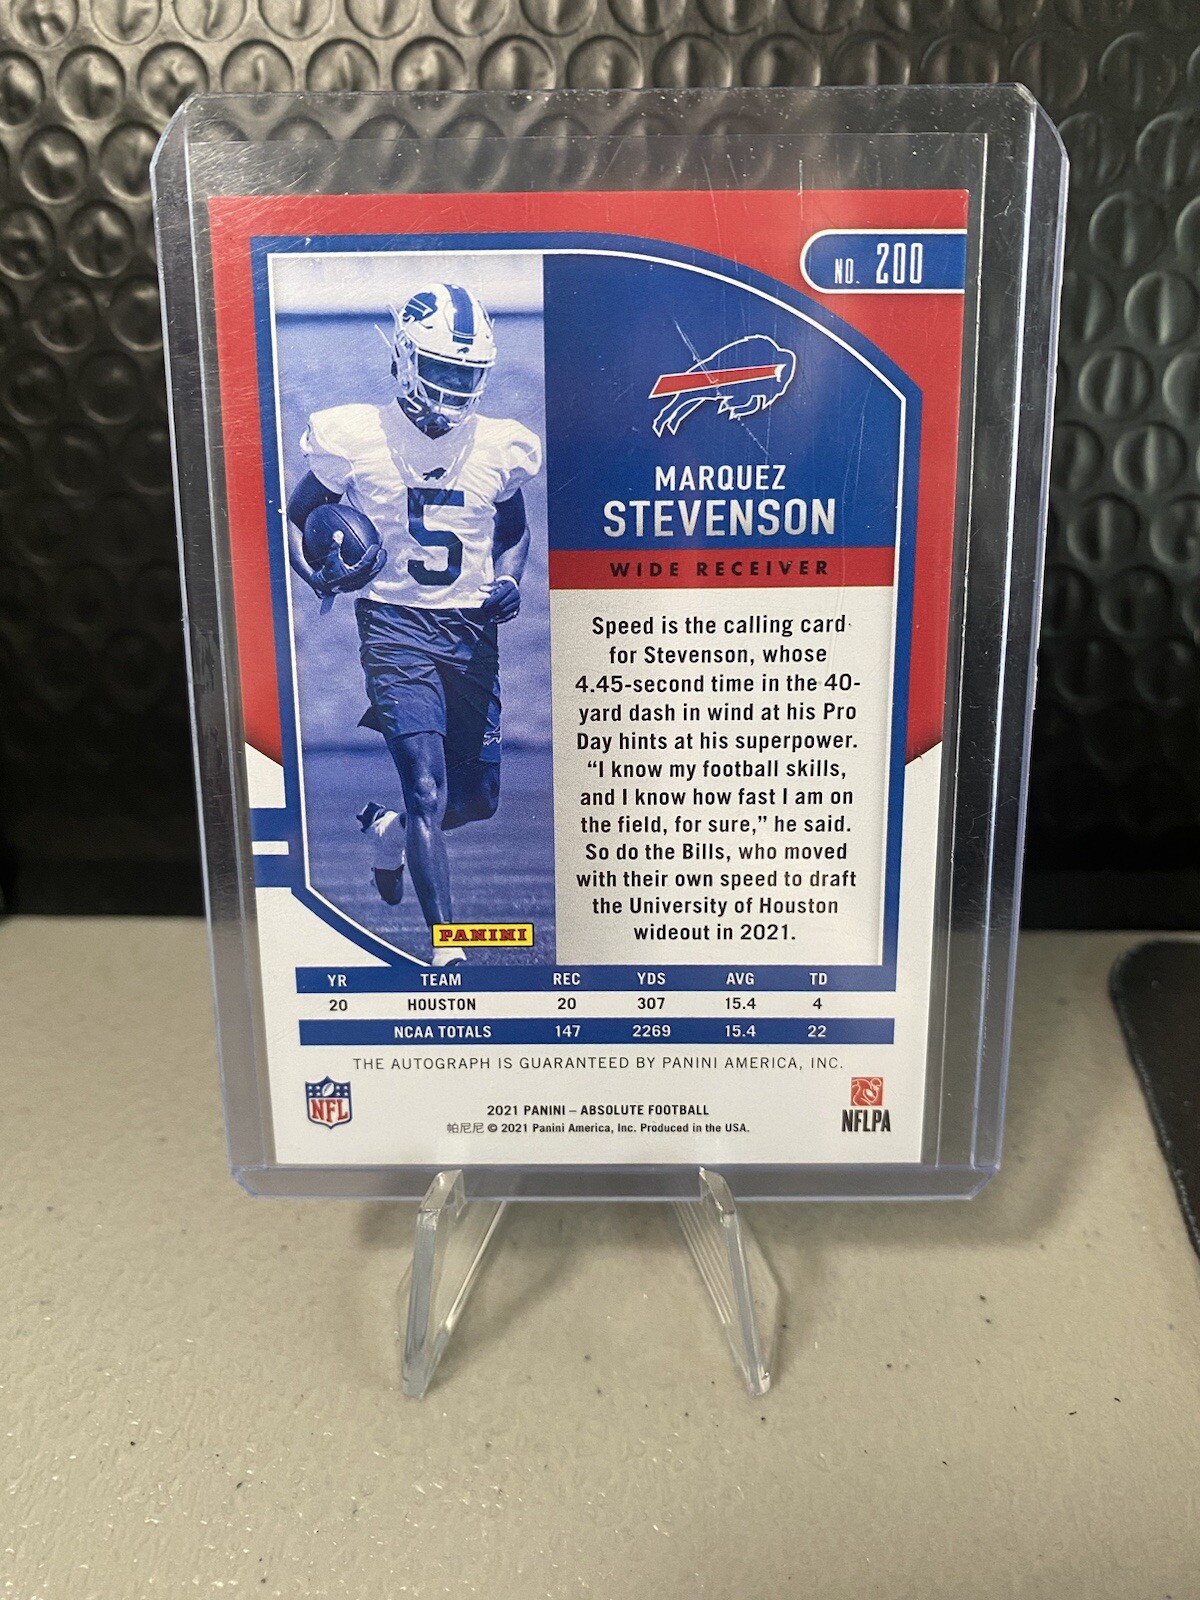 NO. 200
5
MARQUEZ
STEVENSON
WIDE RECEIVER
Speed is the calling card
for Stevenson, whose
4.45-second time in the 40-
yard dash in wind at his Pro
Day hints at his superpower.
“I know my football skills,
and I know how fast I am on
the field, for sure,” he said.
So do the Bills, who moved
with their own speed to draft
the University of Houston
wideout in 2021.
PANINI
YR TEAM REC YDS AVG TD
20 HOUSTON 20 307 15.4 4
NCAA TOTALS 147 2269 15.4 22
THE AUTOGRAPH IS GUARANTEED BY PANINI AMERICA, INC.
NFL
2021 PANINI – ABSOLUTE FOOTBALL
帕尼尼 © 2021 Panini America, Inc. Produced in the USA.
NFLPA